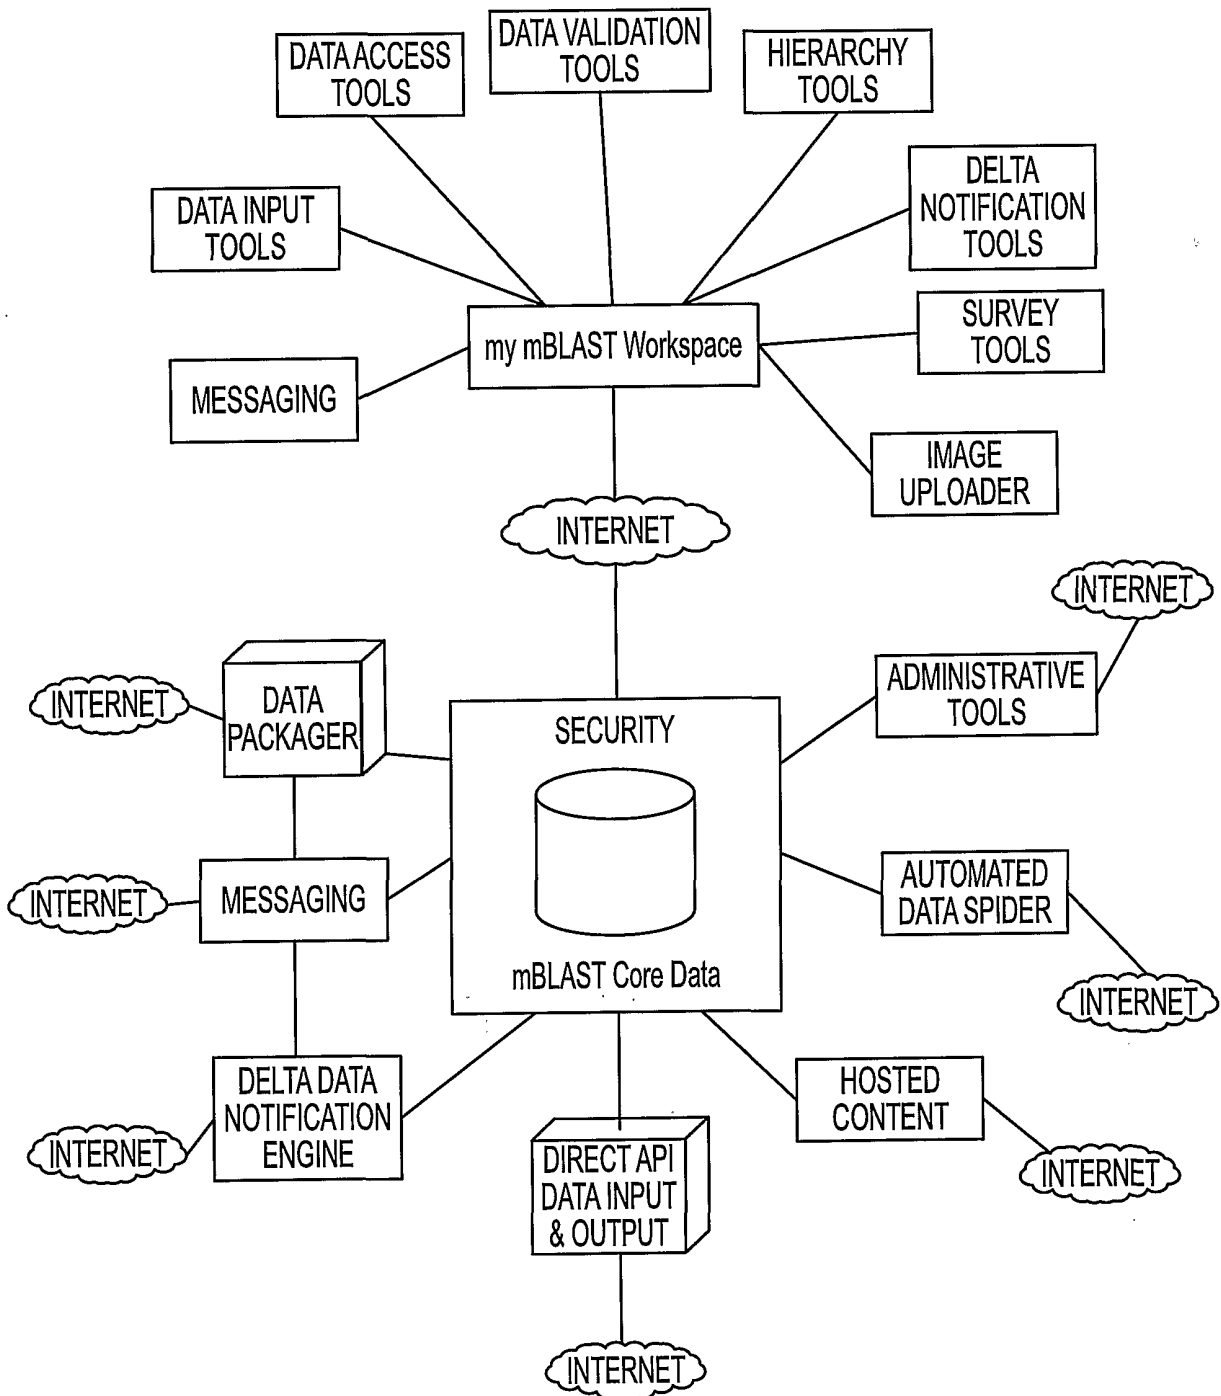 DATA ACCESS
TOOLS
DATA VALIDATION
TOOLS
HIERARCHY
TOOLS
DATA INPUT
TOOLS
DELTA
NOTIFICATION
TOOLS
my mBLAST Workspace
SURVEY
TOOLS
MESSAGING
IMAGE
UPLOADER
INTERNET
INTERNET
INTERNET
DATA
PACKAGER
SECURITY
ADMINISTRATIVE
TOOLS
INTERNET
MESSAGING
AUTOMATED
DATA SPIDER
mBLAST Core Data
INTERNET
INTERNET
DELTA DATA
NOTIFICATION
ENGINE
DIRECT API
DATA INPUT
& OUTPUT
HOSTED
CONTENT
INTERNET
INTERNET